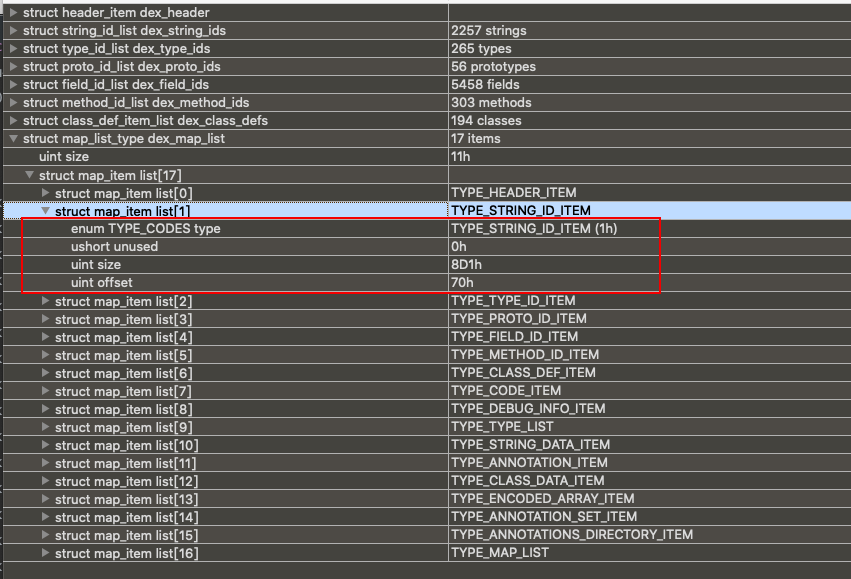 struct header_item dex_header
struct string_id_list dex_string_ids 2257 strings
struct type_id_list dex_type_ids 265 types
struct proto_id_list dex_proto_ids 56 prototypes
struct field_id_list dex_field_ids 5458 fields
struct method_id_list dex_method_ids 303 methods
struct class_def_item_list dex_class_defs 194 classes
struct map_list_type dex_map_list 17 items
uint size 11h
struct map_item list[17]
struct map_item list[0] TYPE_HEADER_ITEM
struct map_item list[1] TYPE_STRING_ID_ITEM
enum TYPE_CODES type TYPE_STRING_ID_ITEM (1h)
ushort unused 0h
uint size 8D1h
uint offset 70h
struct map_item list[2] TYPE_TYPE_ID_ITEM
struct map_item list[3] TYPE_PROTO_ID_ITEM
struct map_item list[4] TYPE_FIELD_ID_ITEM
struct map_item list[5] TYPE_METHOD_ID_ITEM
struct map_item list[6] TYPE_CLASS_DEF_ITEM
struct map_item list[7] TYPE_CODE_ITEM
struct map_item list[8] TYPE_DEBUG_INFO_ITEM
struct map_item list[9] TYPE_TYPE_LIST
struct map_item list[10] TYPE_STRING_DATA_ITEM
struct map_item list[11] TYPE_ANNOTATION_ITEM
struct map_item list[12] TYPE_CLASS_DATA_ITEM
struct map_item list[13] TYPE_ENCODED_ARRAY_ITEM
struct map_item list[14] TYPE_ANNOTATION_SET_ITEM
struct map_item list[15] TYPE_ANNOTATIONS_DIRECTORY_ITEM
struct map_item list[16] TYPE_MAP_LIST